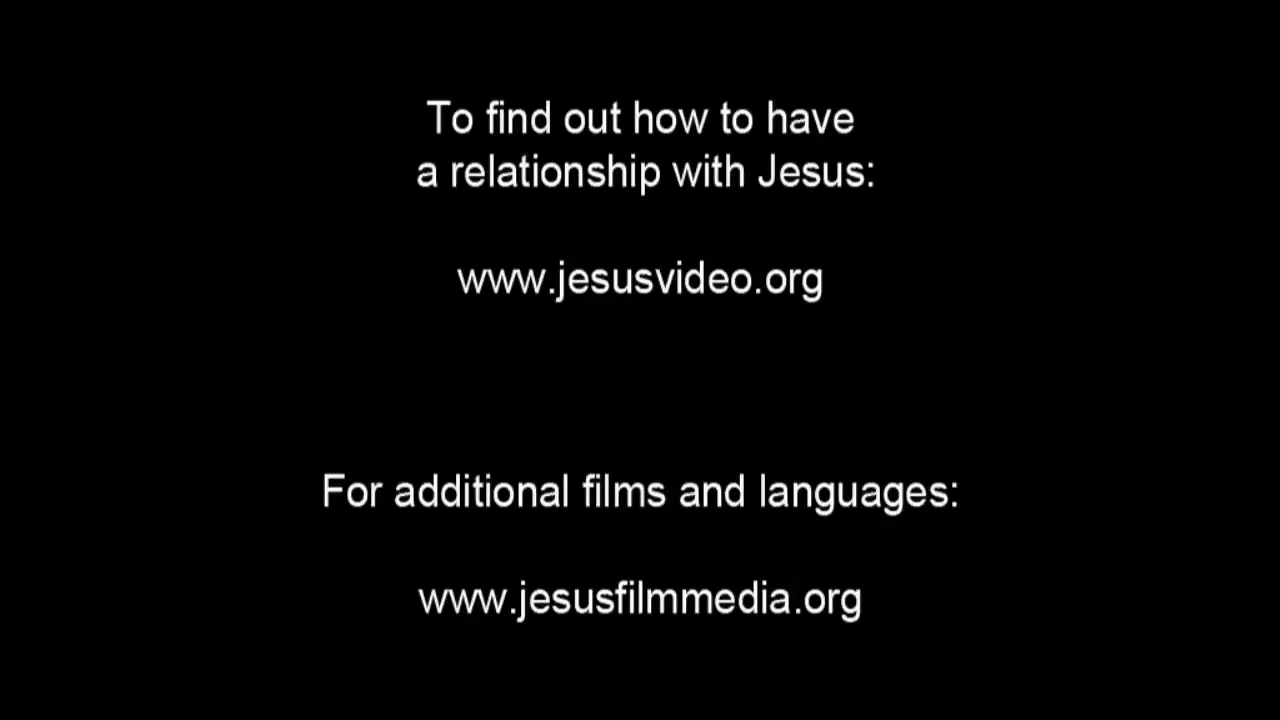 To find out how to have
a relationship with Jesus:
www.jesusvideo.org
For additional films and languages:
www.jesusfilmmedia.org